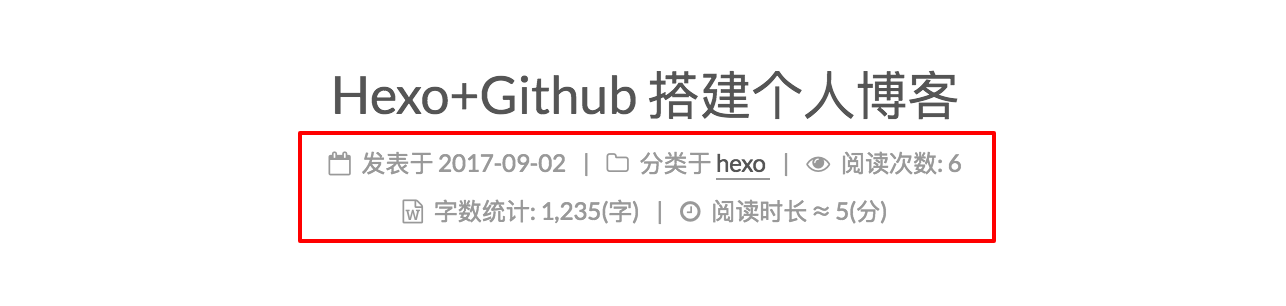 Hexo+Github 搭建个人博客
发表于 2017-09-02 | 分类于 hexo | 阅读次数: 6
字数统计: 1,235(字) | 阅读时长 ≈ 5(分)